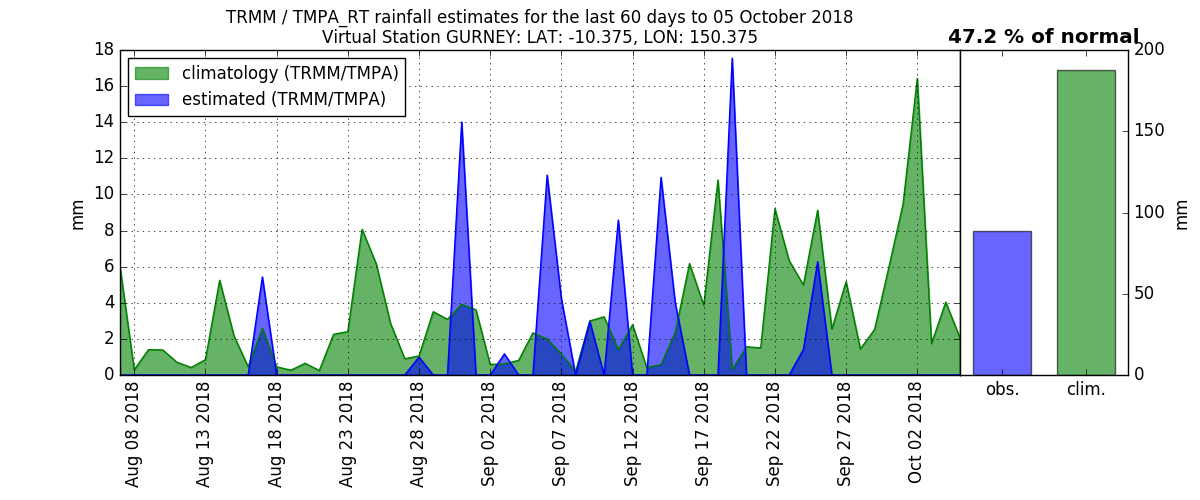 TRMM / TMPA_RT rainfall estimates for the last 60 days to 05 October 2018
Virtual Station GURNEY: LAT: -10.375, LON: 150.375
47.2 % of normal
climatology (TRMM/TMPA)
estimated (TRMM/TMPA)
18
16
14
12
10
8
6
4
2
0
mm
Aug 08 2018
Aug 13 2018
Aug 18 2018
Aug 23 2018
Aug 28 2018
Sep 02 2018
Sep 07 2018
Sep 12 2018
Sep 17 2018
Sep 22 2018
Sep 27 2018
Oct 02 2018
obs.
clim.
200
150
100
50
0
mm